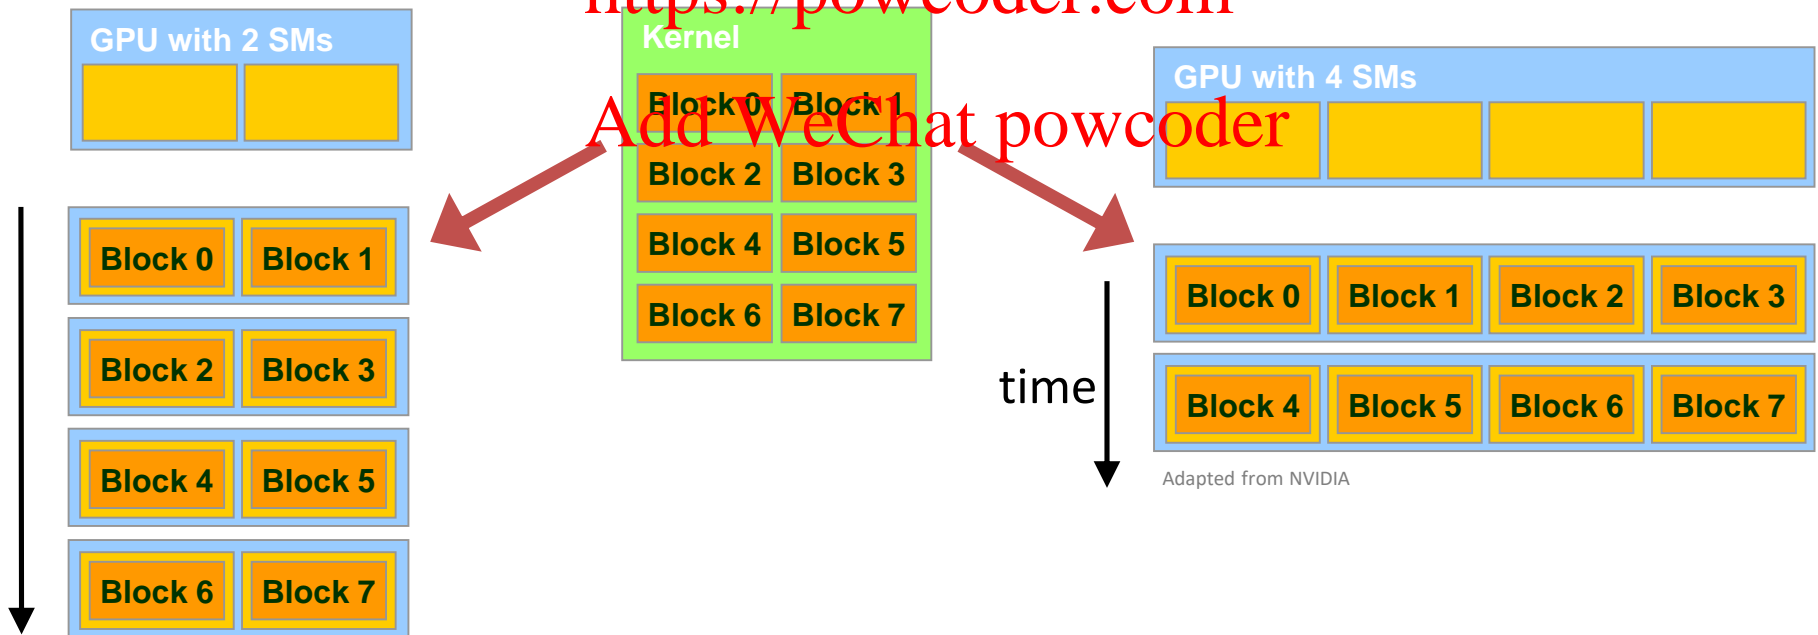 https://powcoder.com
GPU with 2 SMs
Kernel
GPU with 4 SMs
Block 0 Block 1
Add WeChat powcoder
Block 2 Block 3
Block 4 Block 5
Block 6 Block 7
Block 0 Block 1
Block 2 Block 3
Block 4 Block 5
Block 6 Block 7
time
Block 0 Block 1 Block 2 Block 3
Block 4 Block 5 Block 6 Block 7
Adapted from NVIDIA